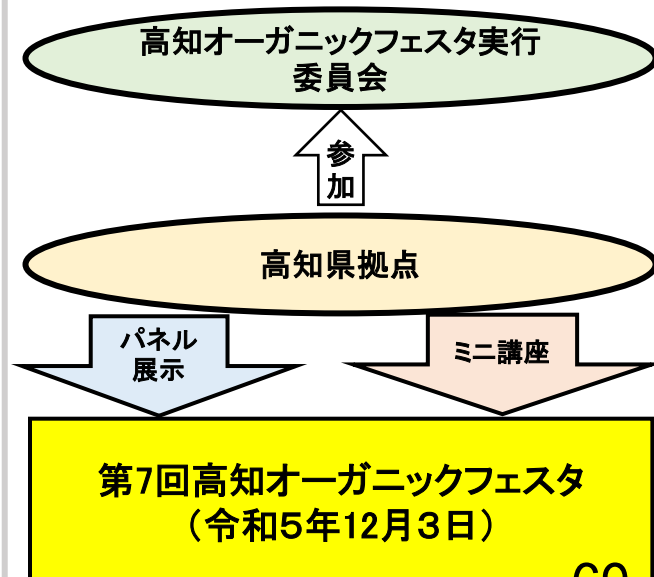 高知オーガニックフェスタ実行
委員会
参
加
高知県拠点
パネル
展示
ミニ講座
第7回高知オーガニックフェスタ
（令和５年12月３日）